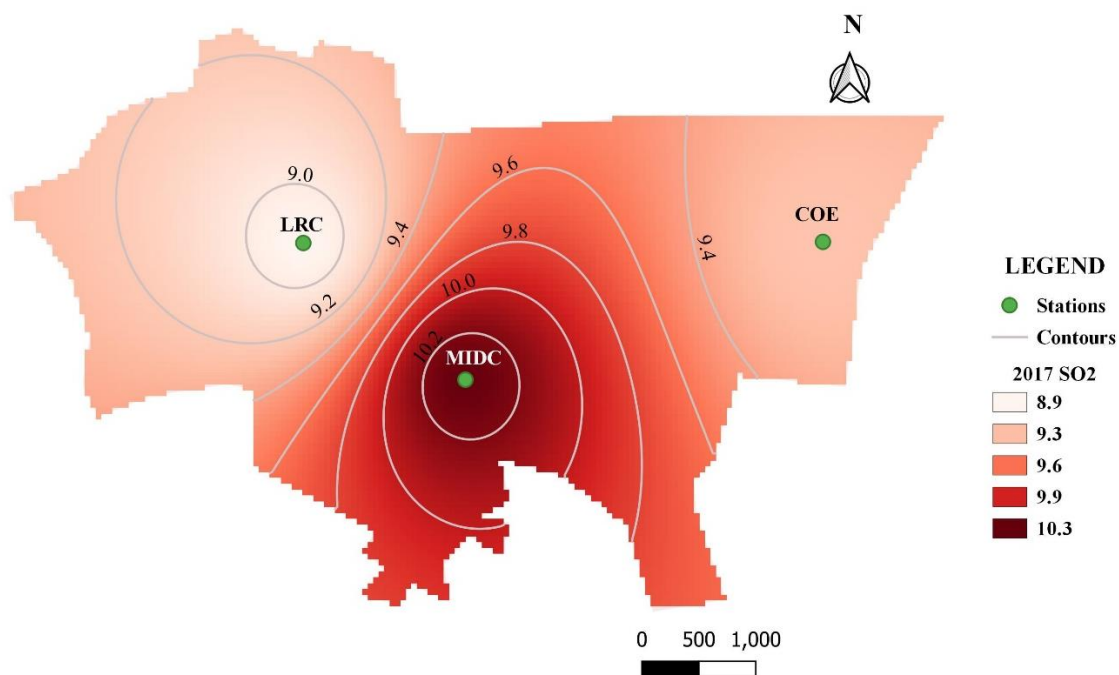 N
9.6
9.0
LRC
COE
9.4
9.8
9.4
LEGEND
10.0
9.2
Stations
10.2
MIDC
Contours
2017 SO2
8.9
9.3
9.6
9.9
10.3
0 500 1,000